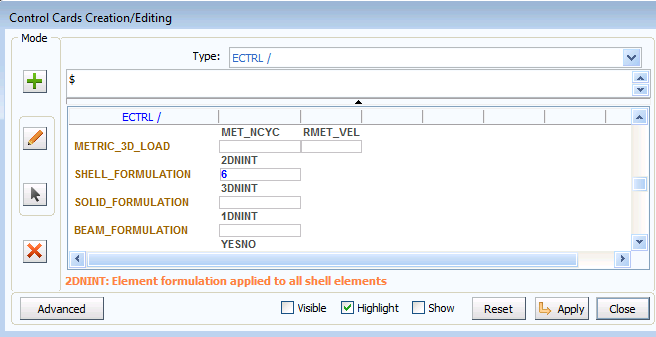 Control Cards Creation/Editing
Mode
Type: ECTRL /
$
ECTRL /
MET_NCYC RMET_VEL
METRIC_3D_LOAD
2DNINT
SHELL_FORMULATION 6
3DNINT
SOLID_FORMULATION
1DNINT
BEAM_FORMULATION
YESNO
2DNINT: Element formulation applied to all shell elements
Advanced Visible Highlight Show Reset Apply Close